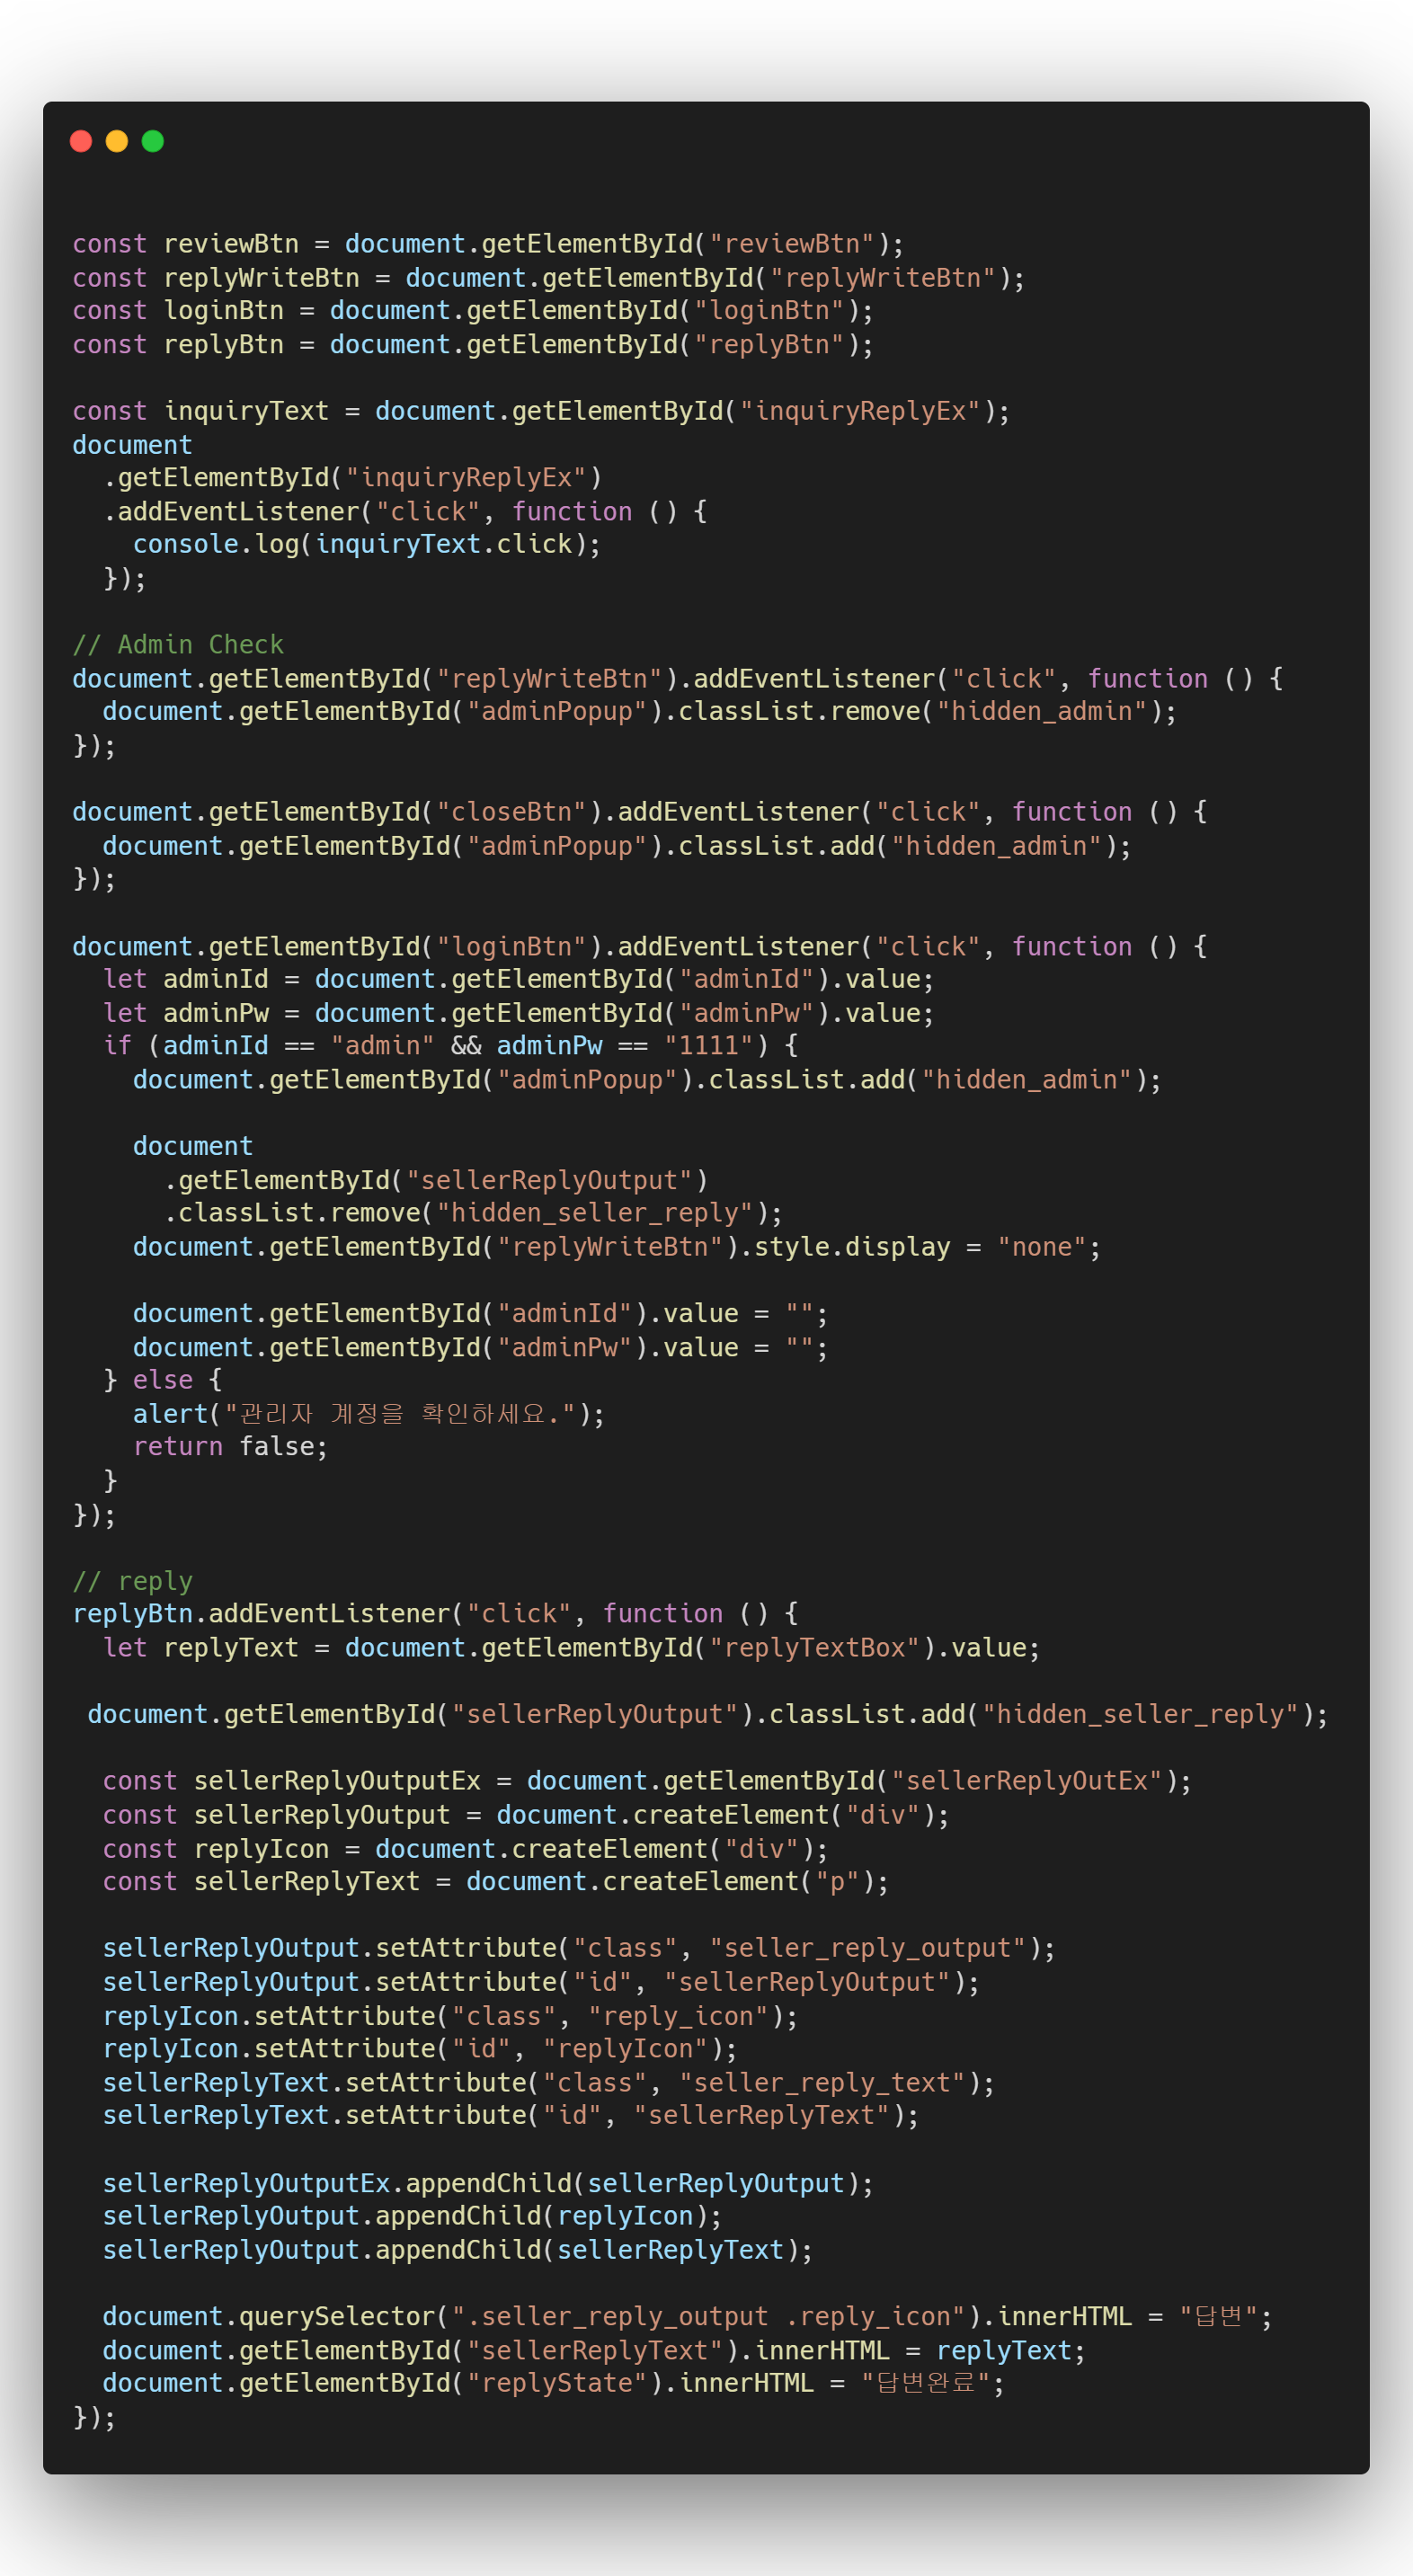 const reviewBtn = document.getElementById("reviewBtn");
const replyWriteBtn = document.getElementById("replyWriteBtn");
const loginBtn = document.getElementById("loginBtn");
const replyBtn = document.getElementById("replyBtn");

const inquiryText = document.getElementById("inquiryReplyEx");
document
  .getElementById("inquiryReplyEx")
  .addEventListener("click", function () {
    console.log(inquiryText.click);
  });

// Admin Check
document.getElementById("replyWriteBtn").addEventListener("click", function () {
  document.getElementById("adminPopup").classList.remove("hidden_admin");
});

document.getElementById("closeBtn").addEventListener("click", function () {
  document.getElementById("adminPopup").classList.add("hidden_admin");
});

document.getElementById("loginBtn").addEventListener("click", function () {
  let adminId = document.getElementById("adminId").value;
  let adminPw = document.getElementById("adminPw").value;
  if (adminId == "admin" && adminPw == "1111") {
    document.getElementById("adminPopup").classList.add("hidden_admin");

    document
      .getElementById("sellerReplyOutput")
      .classList.remove("hidden_seller_reply");
    document.getElementById("replyWriteBtn").style.display = "none";

    document.getElementById("adminId").value = "";
    document.getElementById("adminPw").value = "";
  } else {
    alert("관리자 계정을 확인하세요.");
    return false;
  }
});

// reply
replyBtn.addEventListener("click", function () {
  let replyText = document.getElementById("replyTextBox").value;

 document.getElementById("sellerReplyOutput").classList.add("hidden_seller_reply");

  const sellerReplyOutputEx = document.getElementById("sellerReplyOutEx");
  const sellerReplyOutput = document.createElement("div");
  const replyIcon = document.createElement("div");
  const sellerReplyText = document.createElement("p");

  sellerReplyOutput.setAttribute("class", "seller_reply_output");
  sellerReplyOutput.setAttribute("id", "sellerReplyOutput");
  replyIcon.setAttribute("class", "reply_icon");
  replyIcon.setAttribute("id", "replyIcon");
  sellerReplyText.setAttribute("class", "seller_reply_text");
  sellerReplyText.setAttribute("id", "sellerReplyText");

  sellerReplyOutputEx.appendChild(sellerReplyOutput);
  sellerReplyOutput.appendChild(replyIcon);
  sellerReplyOutput.appendChild(sellerReplyText);

  document.querySelector(".seller_reply_output .reply_icon").innerHTML = "답변";
  document.getElementById("sellerReplyText").innerHTML = replyText;
  document.getElementById("replyState").innerHTML = "답변완료";
});